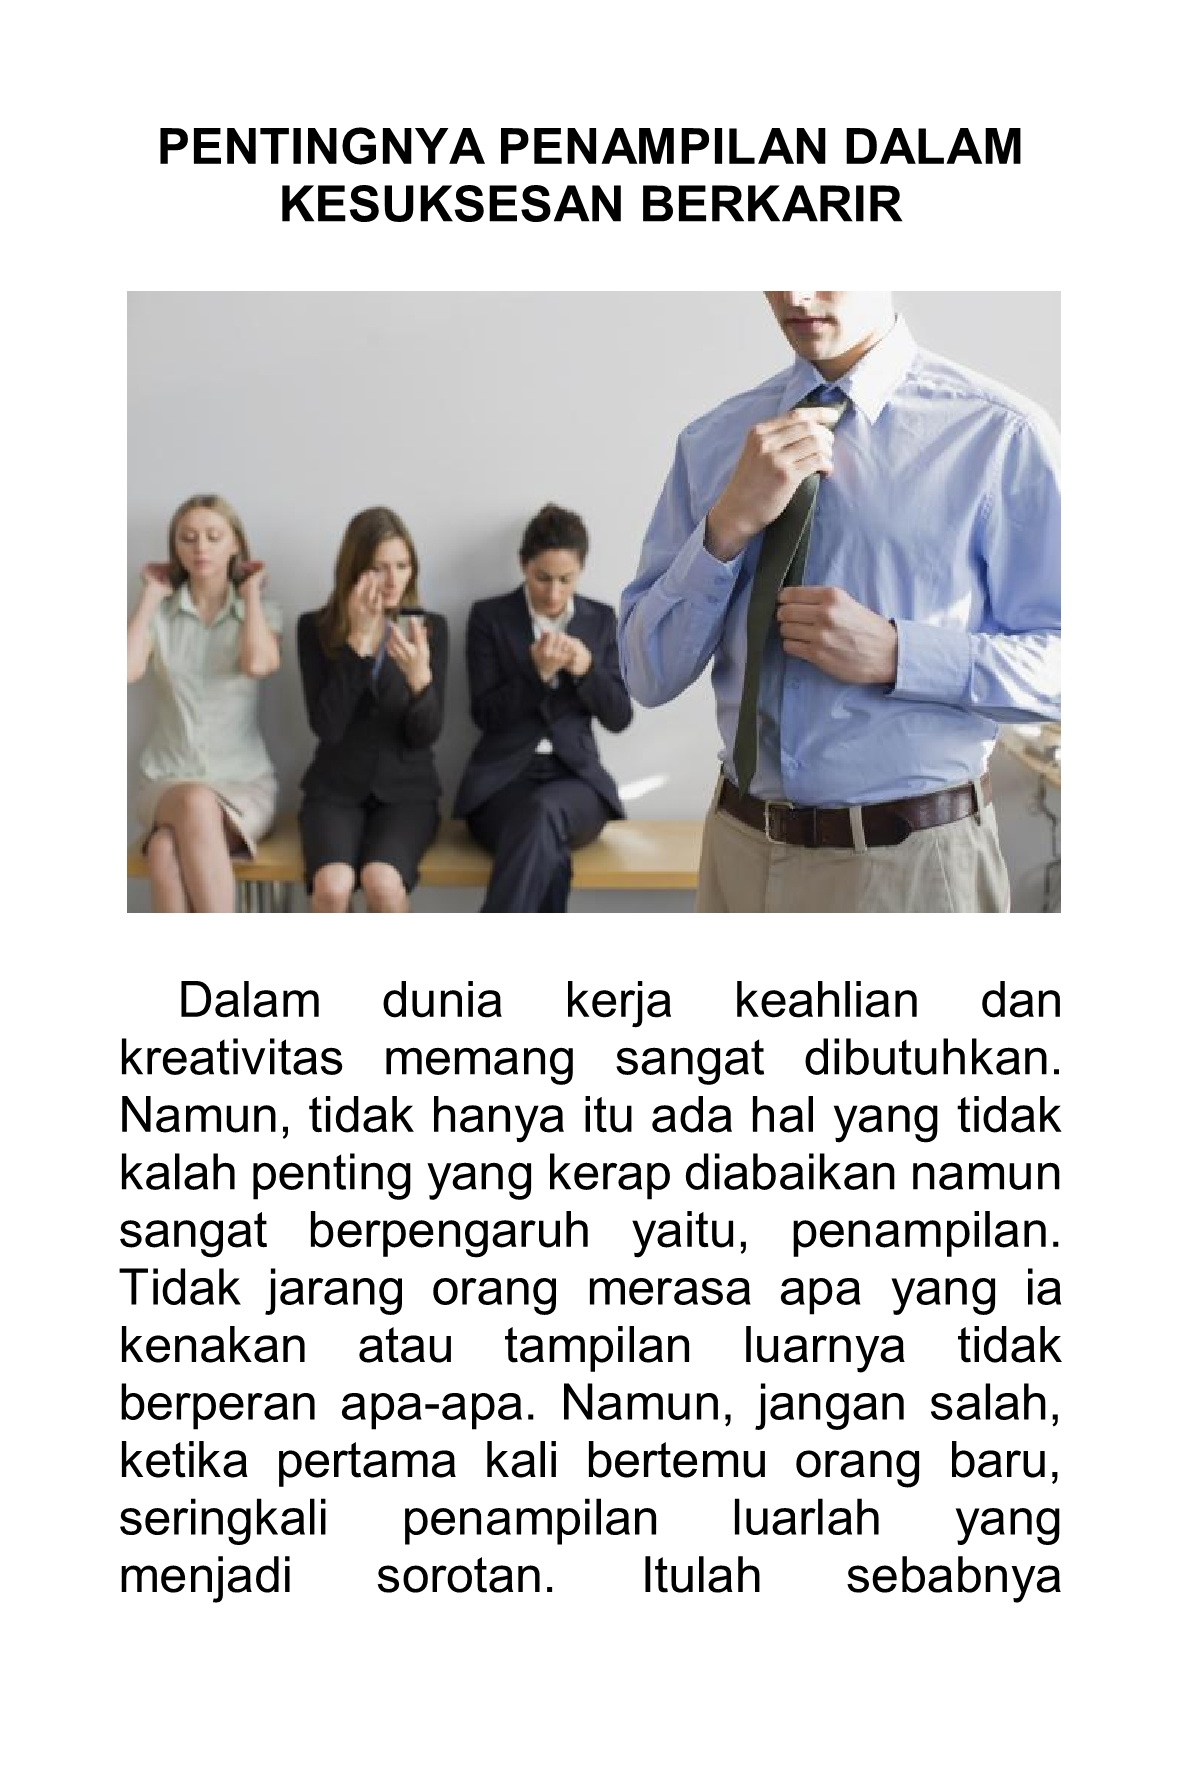 PENTINGNYA PENAMPILAN DALAM
KESUKSESAN BERKARIR
Dalam dunia kerja keahlian dan
kreativitas memang sangat dibutuhkan.
Namun, tidak hanya itu ada hal yang tidak
kalah penting yang kerap diabaikan namun
sangat berpengaruh yaitu, penampilan.
Tidak jarang orang merasa apa yang ia
kenakan atau tampilan luarnya tidak
berperan apa-apa. Namun, jangan salah,
ketika pertama kali bertemu orang baru,
seringkali penampilan luarlah yang
menjadi sorotan. Itulah sebabnya